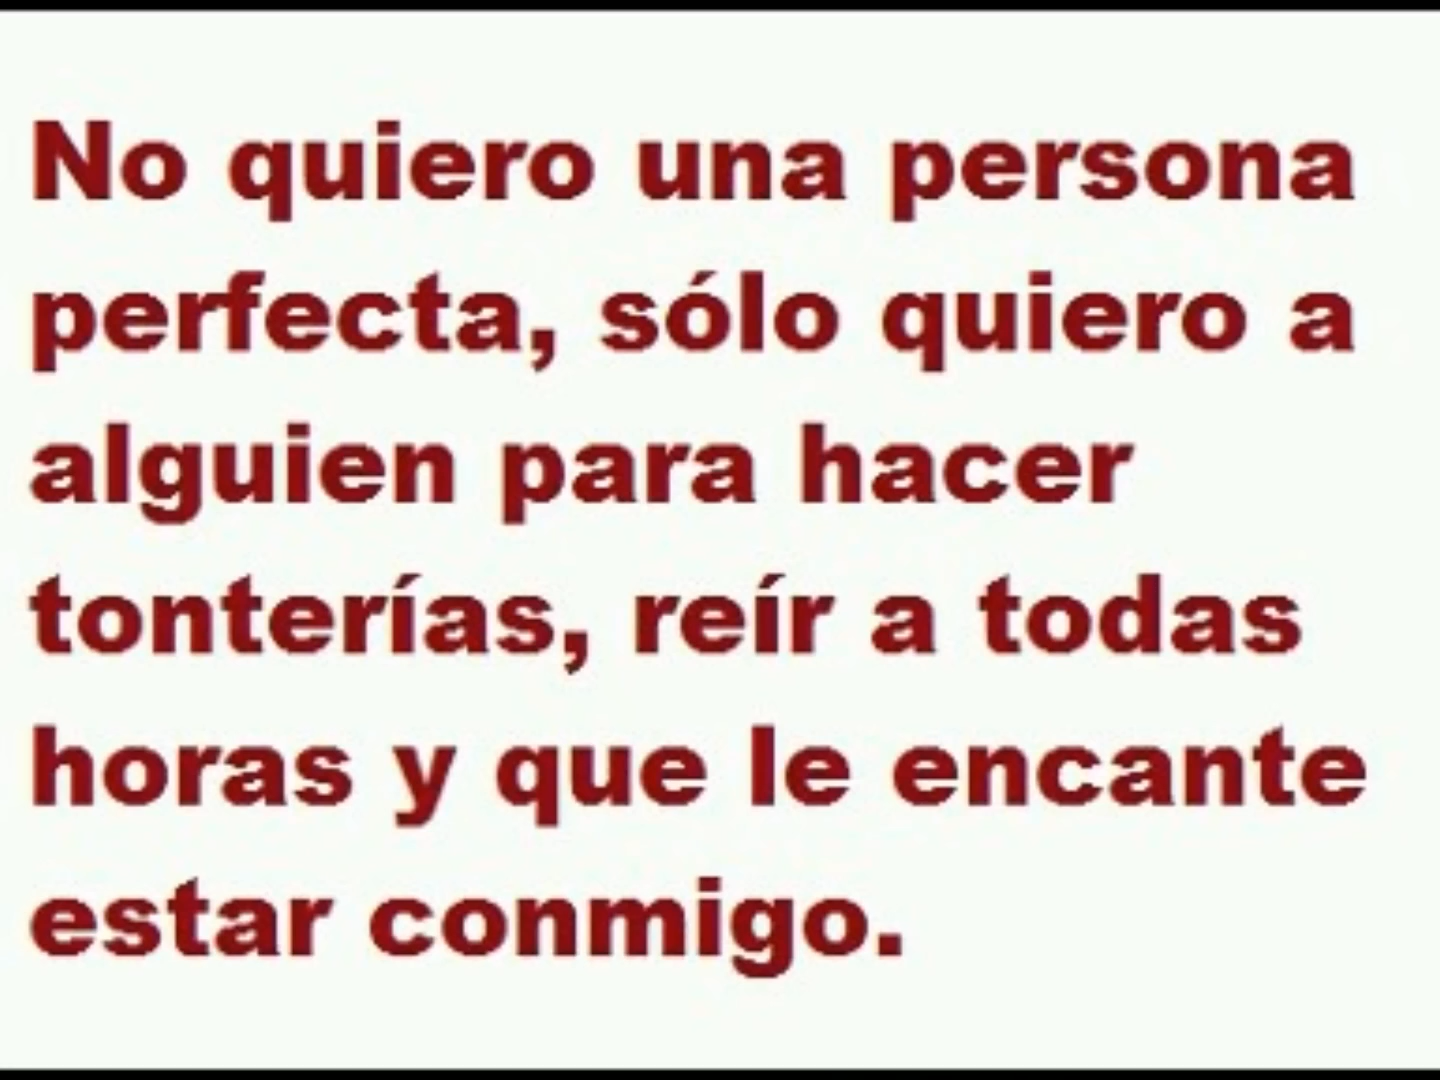 No quiero una persona
perfecta, sólo quiero a
alguien para hacer
tonterías, reír a todas
horas y que le encante
estar conmigo.